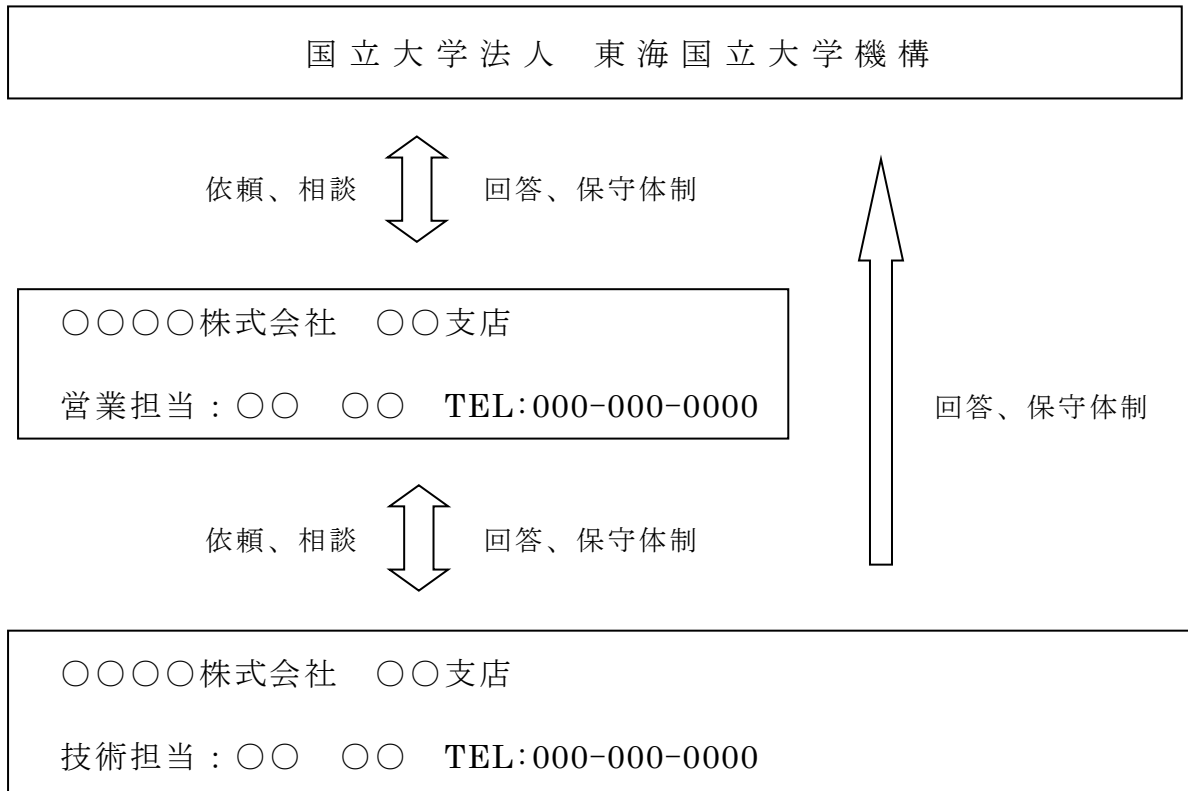 国立大学法人　東海国立大学機構
依頼、相談　回答、保守体制
○○○○株式会社　○○支店
営業担当：○○　○○　TEL:000-000-0000
回答、保守体制
依頼、相談　回答、保守体制
○○○○株式会社　○○支店
技術担当：○○　○○　TEL:000-000-0000